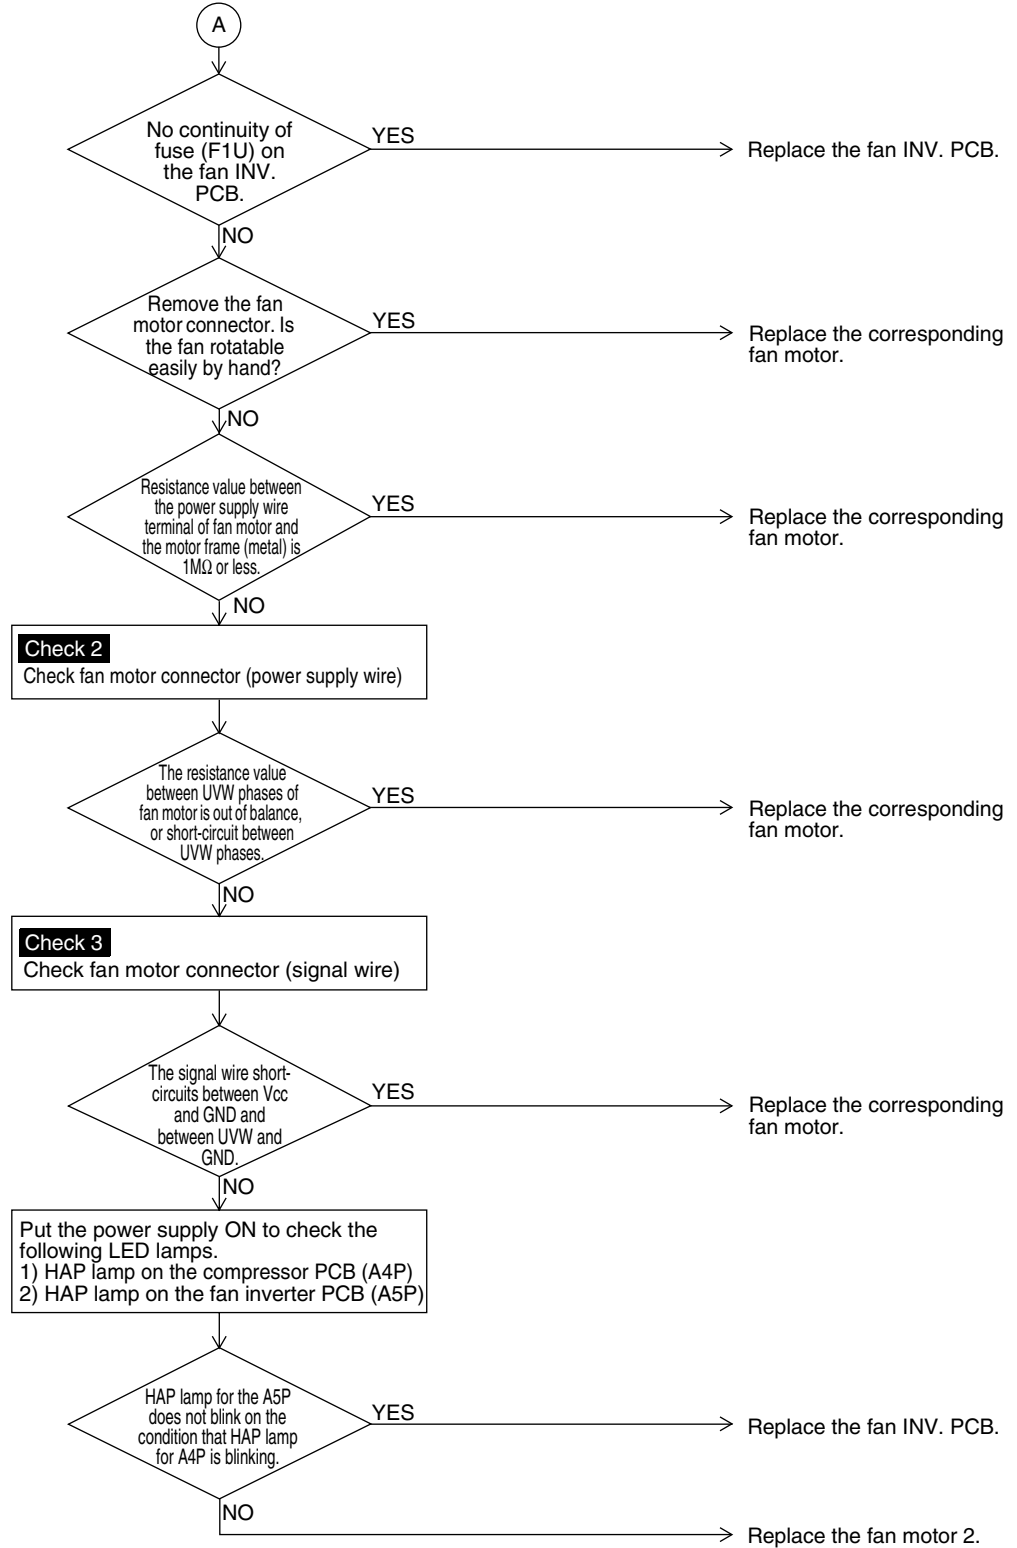 A
No continuity of
fuse (F1U) on
the fan INV.
PCB.
YES
Replace the fan INV. PCB.
NO
Remove the fan
motor connector. Is
the fan rotatable
easily by hand?
YES
Replace the corresponding
fan motor.
NO
Resistance value between
the power supply wire
terminal of fan motor and
the motor frame (metal) is
1MΩ or less.
YES
Replace the corresponding
fan motor.
NO
Check 2
Check fan motor connector (power supply wire)
The resistance value
between UVW phases of
fan motor is out of balance,
or short-circuit between
UVW phases.
YES
Replace the corresponding
fan motor.
NO
Check 3
Check fan motor connector (signal wire)
The signal wire short-
circuits between Vcc
and GND and
between UVW and
GND.
YES
Replace the corresponding
fan motor.
NO
Put the power supply ON to check the
following LED lamps.
1) HAP lamp on the compressor PCB (A4P)
2) HAP lamp on the fan inverter PCB (A5P)
HAP lamp for the A5P
does not blink on the
condition that HAP lamp
for A4P is blinking.
YES
Replace the fan INV. PCB.
NO
Replace the fan motor 2.